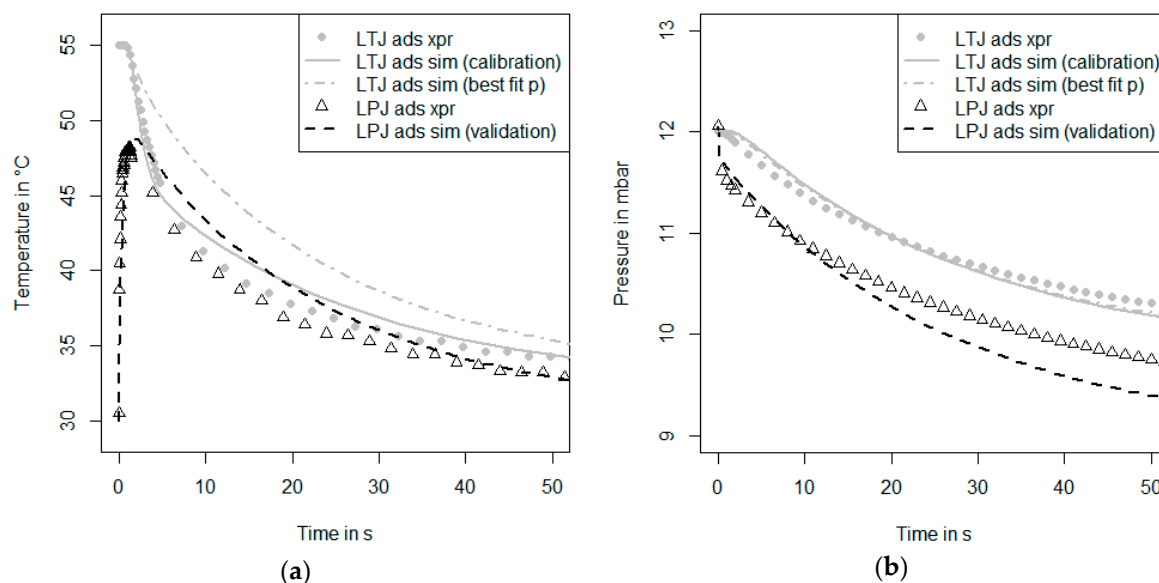 LTJ ads xpr
LTJ ads sim (calibration)
LTJ ads sim (best fit p)
LPJ ads xpr
LPJ ads sim (validation)
Temperature in °C
55
50
45
40
35
30
0 10 20 30 40 50
Time in s
(a)
LTJ ads xpr
LTJ ads sim (calibration)
LTJ ads sim (best fit p)
LPJ ads xpr
LPJ ads sim (validation)
Pressure in mbar
13
12
11
10
9
0 10 20 30 40 50
Time in s
(b)